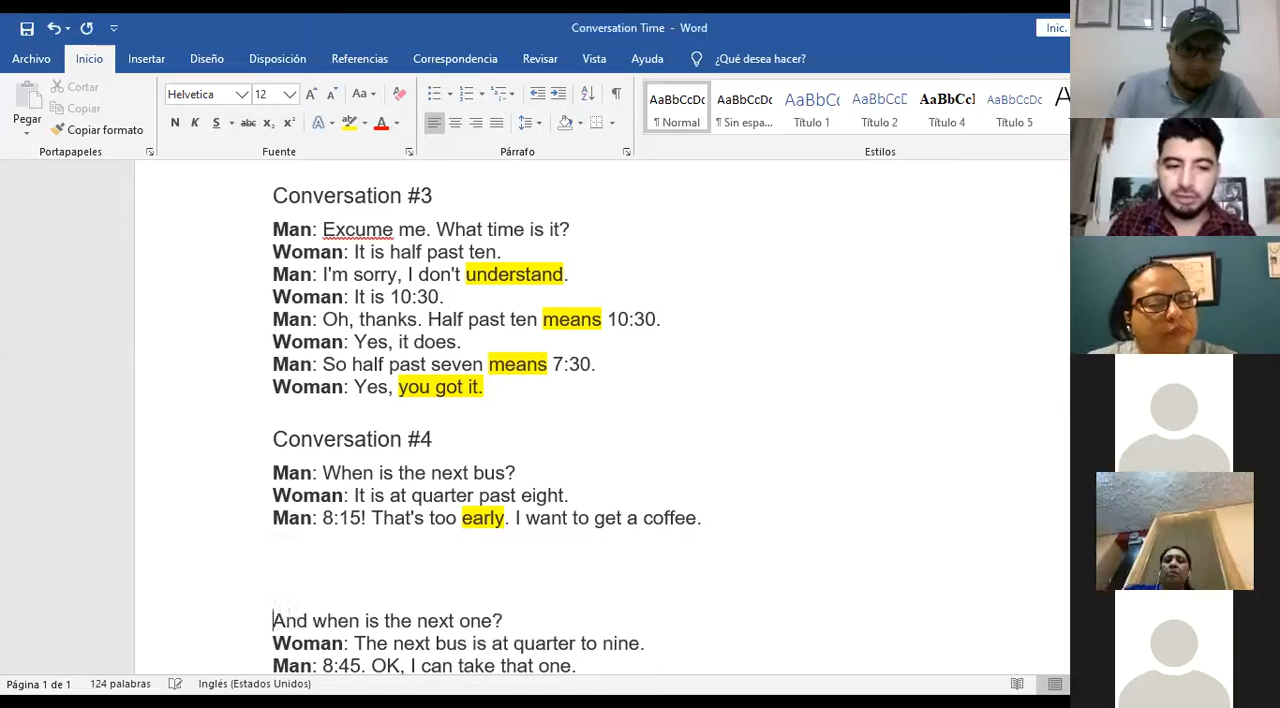 Conversation Time - Word
Inic.
Archivo Inicio Insertar Diseño Disposición Referencias Correspondencia Revisar Vista Ayuda ¿Qué desea hacer?
Pegar
Cortar
Copiar
Copiar formato
Portapapeles
Helvetica 12
N K S abc x₂ x²
Fuente
Párrafo
AaBbCcDc AaBbCcDc AaBbCc AaBbCcD AaBbCc AaBbCcD
¶ Normal ¶ Sin espa... Título 1 Título 2 Título 4 Título 5
Estilos
Conversation #3
Man: Excume me. What time is it?
Woman: It is half past ten.
Man: I'm sorry, I don't understand.
Woman: It is 10:30.
Man: Oh, thanks. Half past ten means 10:30.
Woman: Yes, it does.
Man: So half past seven means 7:30.
Woman: Yes, you got it.
Conversation #4
Man: When is the next bus?
Woman: It is at quarter past eight.
Man: 8:15! That's too early. I want to get a coffee.
And when is the next one?
Woman: The next bus is at quarter to nine.
Man: 8:45. OK, I can take that one.
Página 1 de 1 124 palabras Inglés (Estados Unidos)